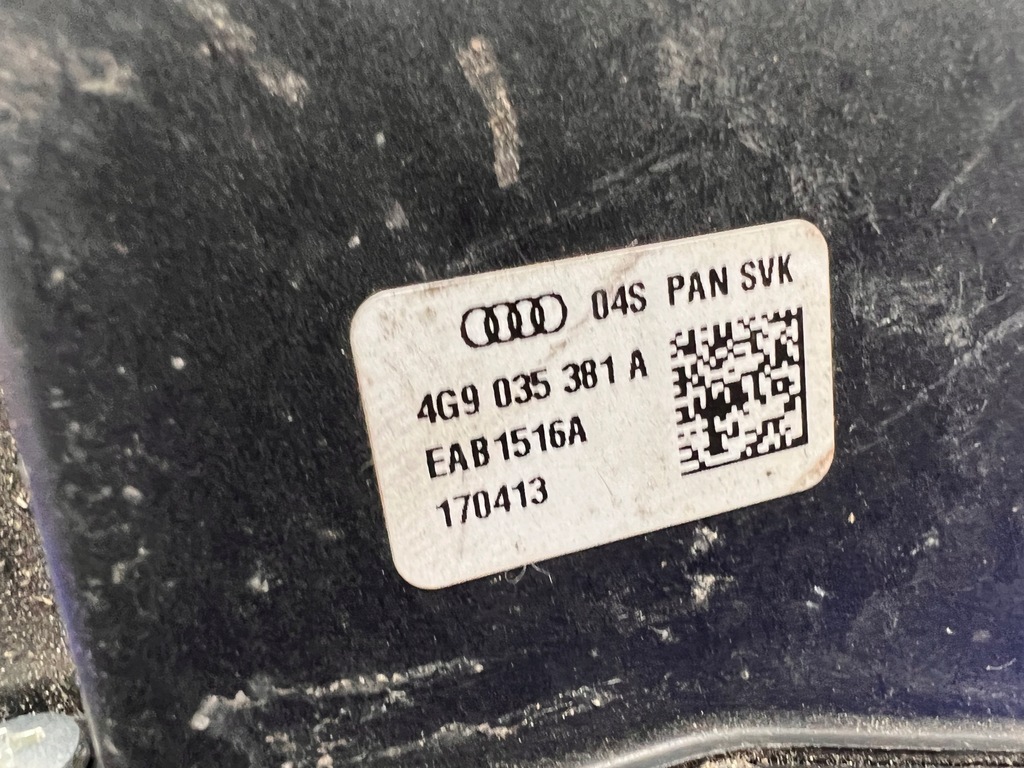 04S PAN SVK
4G9 035 381 A
EAB1516A
170413